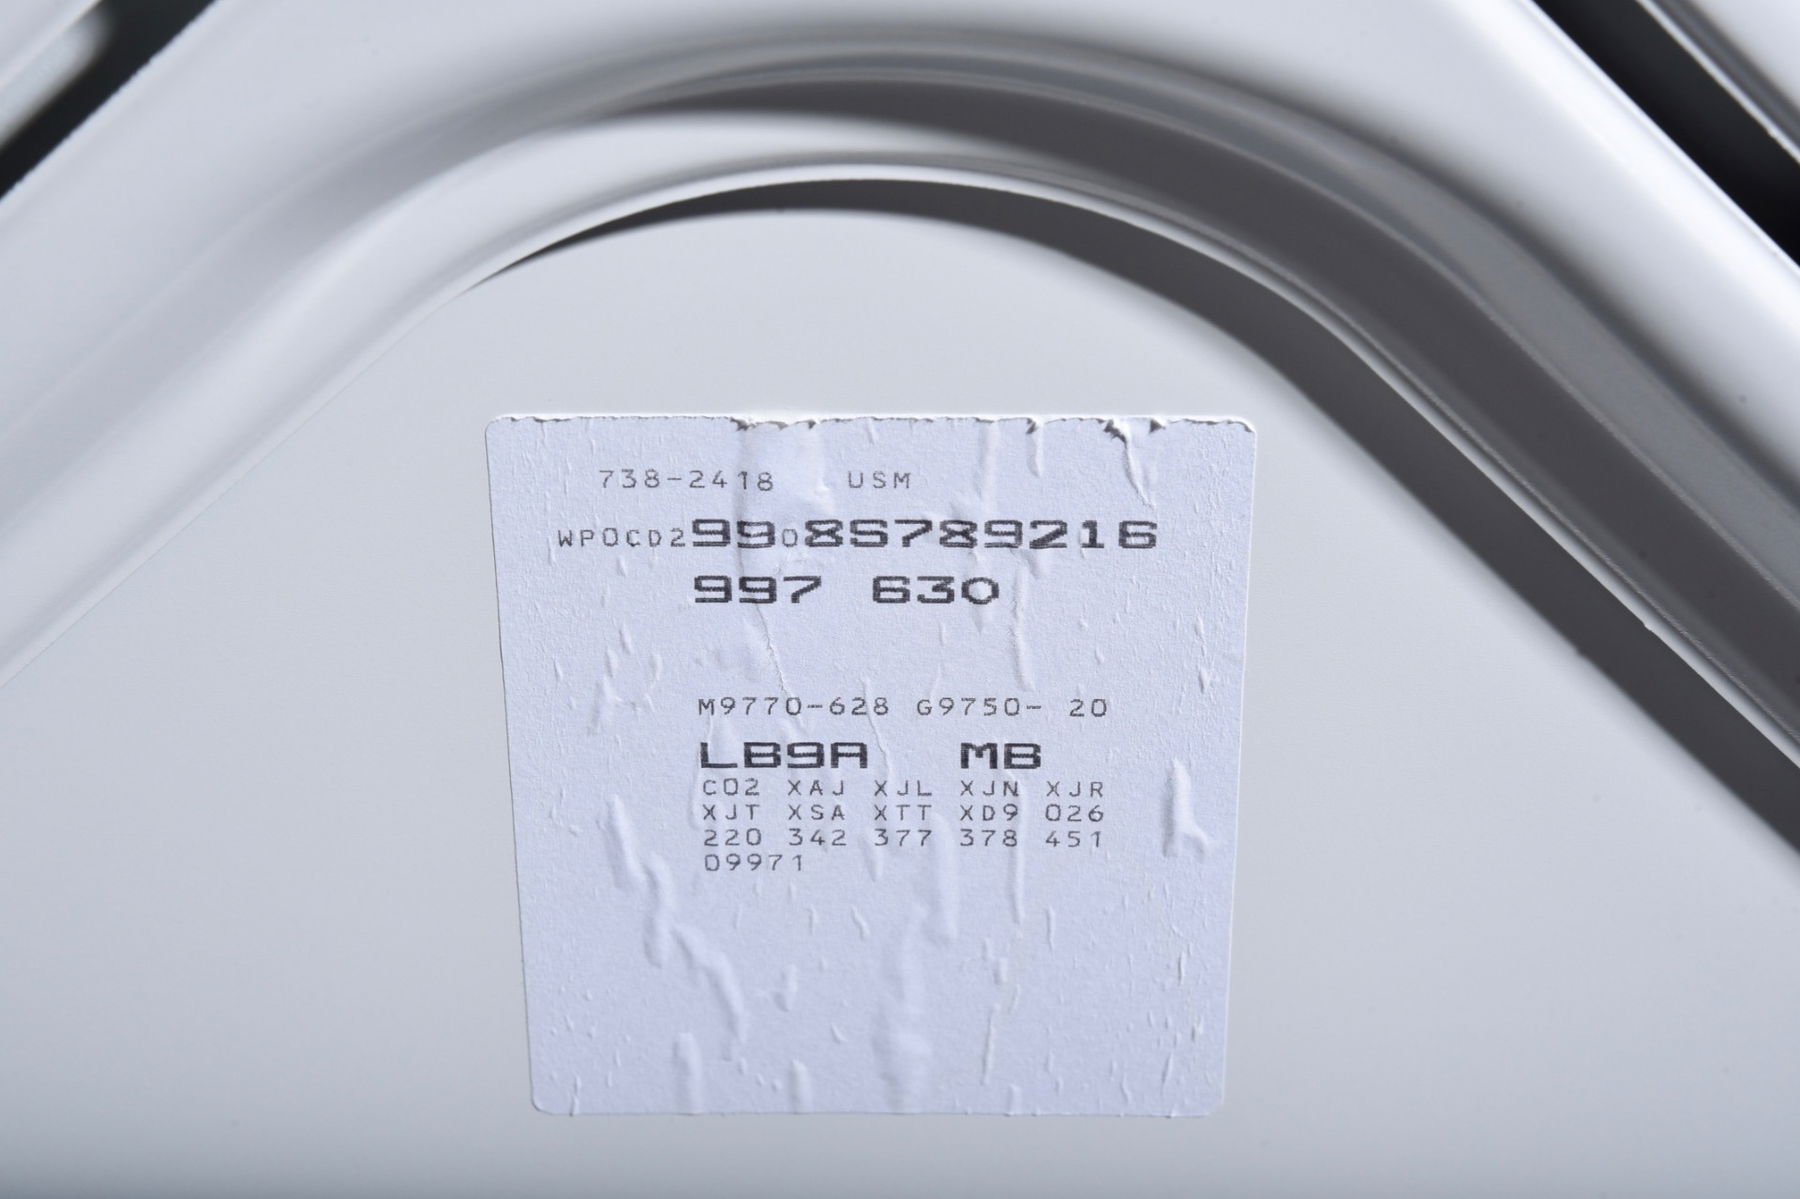 738-2418 USM
WP0CD29908S789216
997 630
M9770-628 G9750- 20
LB9A MB
C02 XAJ XJL XJN XJR
XJT XSA XTT XD9 026
220 342 377 378 451
09971